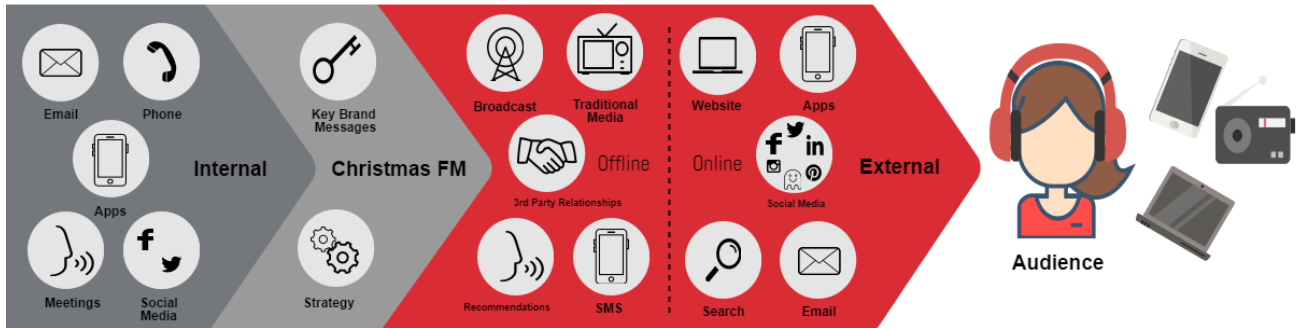 Email
Phone
Apps
Internal
Meetings
Social
Media
Key Brand
Messages
Christmas FM
Strategy
Broadcast
Traditional
Media
3rd Party Relationships
Offline
Recommendations
SMS
Website
Apps
Online
f
in
Social Media
External
Search
Email
Audience